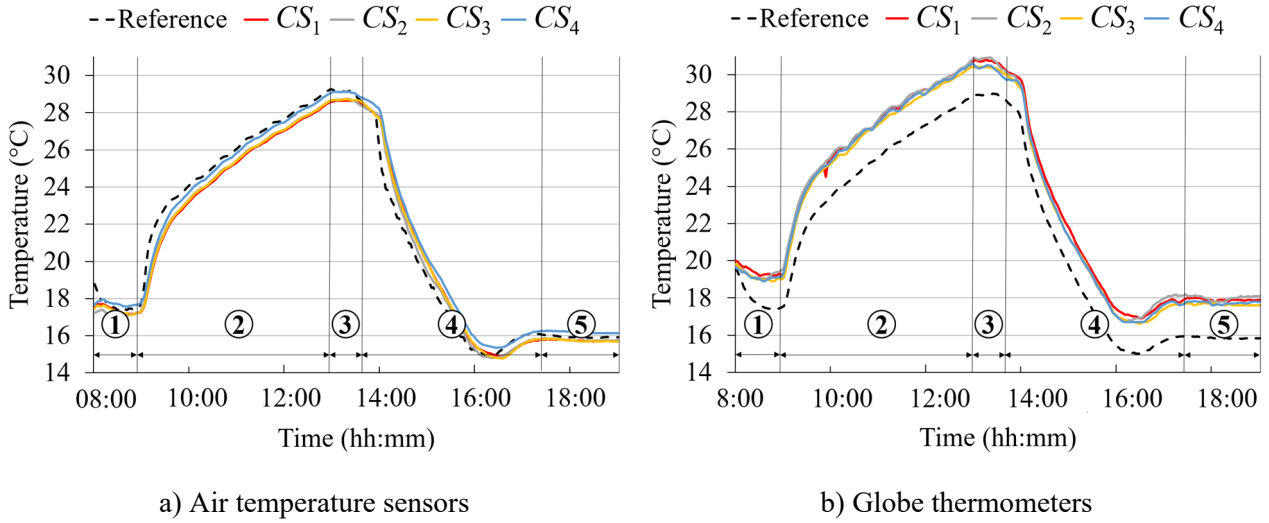 Reference CS1 CS2 CS3 CS4
Temperature (°C)
30
28
26
24
22
20
18
16
14
① ② ③ ④ ⑤
08:00 10:00 12:00 14:00 16:00 18:00
Time (hh:mm)
a) Air temperature sensors
Reference CS1 CS2 CS3 CS4
Temperature (°C)
30
28
26
24
22
20
18
16
14
① ② ③ ④ ⑤
8:00 10:00 12:00 14:00 16:00 18:00
Time (hh:mm)
b) Globe thermometers